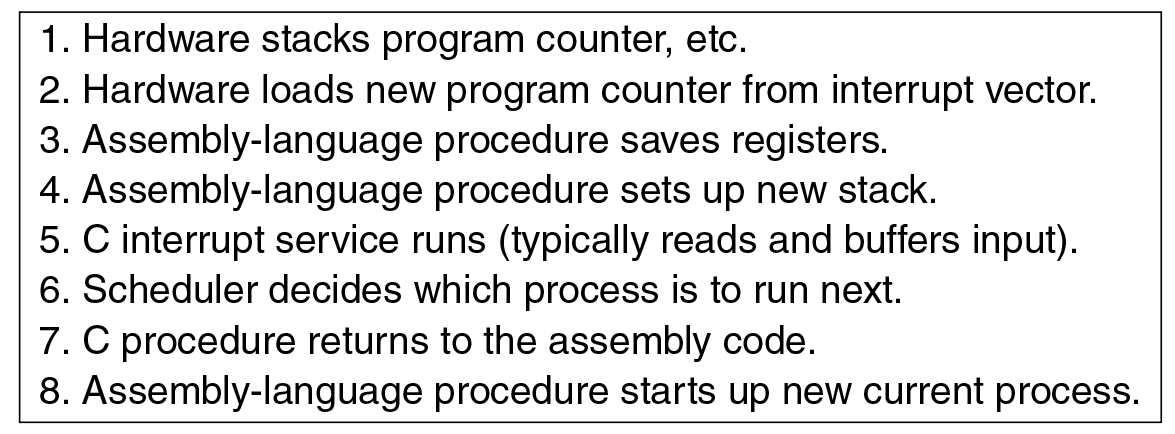 1. Hardware stacks program counter, etc.
2. Hardware loads new program counter from interrupt vector.
3. Assembly-language procedure saves registers.
4. Assembly-language procedure sets up new stack.
5. C interrupt service runs (typically reads and buffers input).
6. Scheduler decides which process is to run next.
7. C procedure returns to the assembly code.
8. Assembly-language procedure starts up new current process.